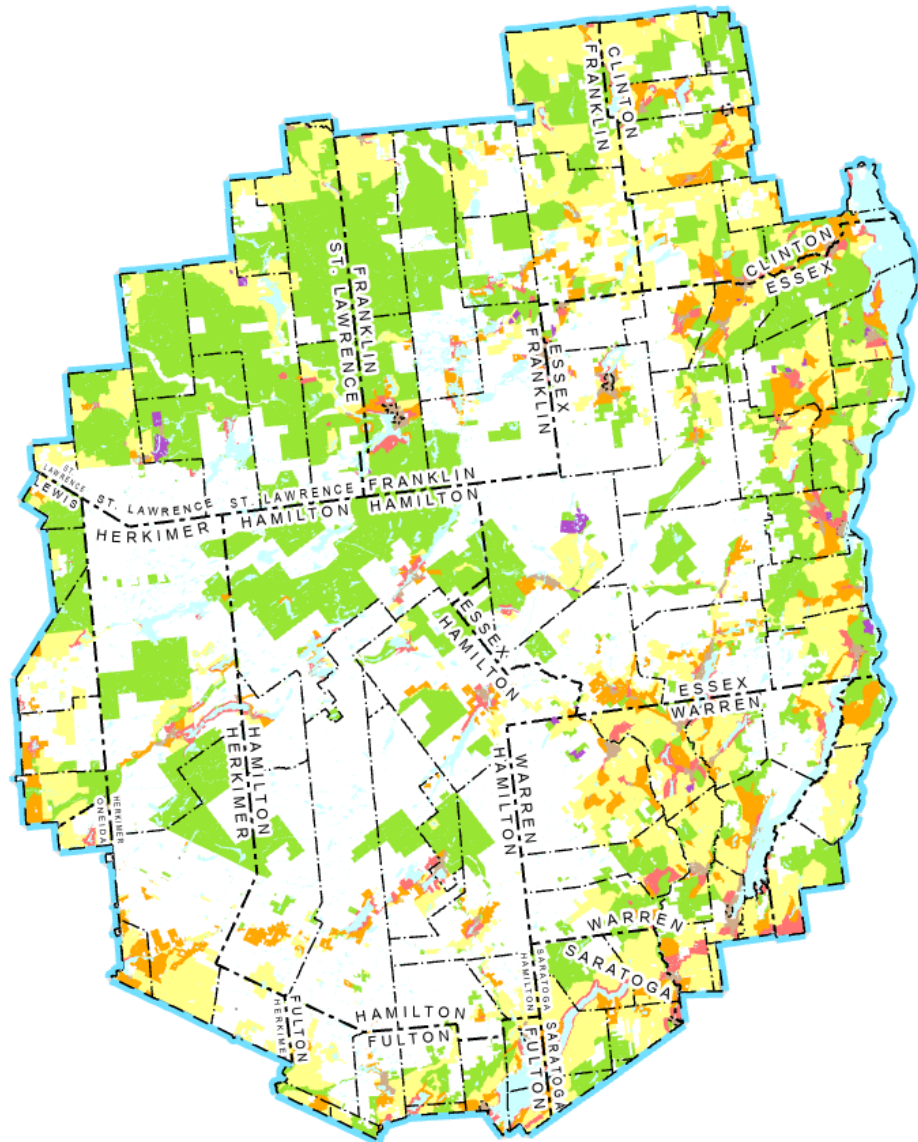 CLINTON
FRANKLIN
CLINTON
ESSEX
FRANKLIN
ST. LAWRENCE
ESSEX
FRANKLIN
ST.
LAWRENCE
LEWIS
ST. LAWRENCE
HERKIMER
ST. LAWRENCE
HAMILTON
FRANKLIN
HAMILTON
ESSEX
HAMILTON
ESSEX
WARREN
HAMILTON
HERKIMER
WARREN
HAMILTON
HERKIMER
ONEIDA
WARREN
SARATOGA
SARATOGA
HAMILTON
FULTON
HERKIMER
HAMILTON
FULTON
SARATOGA
FULTON